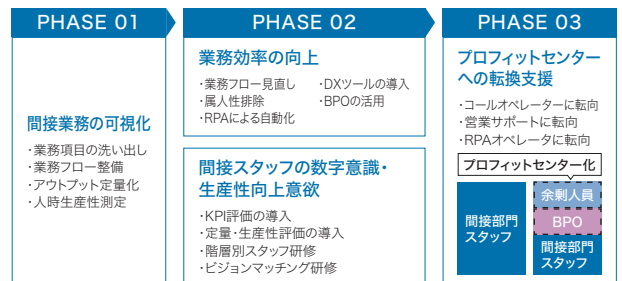 PHASE 01
間接業務の可視化
・業務項目の洗い出し
・業務フロー整備
・アウトプット定量化
・人時生産性測定
PHASE 02
業務効率の向上
・業務フロー見直し
・属人性排除
・RPAによる自動化
・DXツールの導入
・BPOの活用
間接スタッフの数字意識・
生産性向上意欲
・KPI評価の導入
・定量・生産性評価の導入
・階層別スタッフ研修
・ビジョンマッチング研修
PHASE 03
プロフィットセンター
への転換支援
・コールオペレーターに転向
・営業サポートに転向
・RPAオペレータに転向
プロフィットセンター化
間接部門
スタッフ
余剰人員
BPO
間接部門
スタッフ